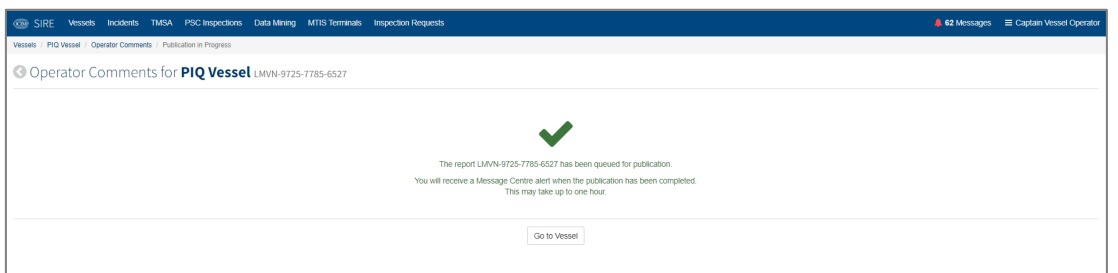 SIRE Vessels Incidents TMSA PSC Inspections Data Mining MTIS Terminals Inspection Requests 62 Messages Captain Vessel Operator
Vessels / PIQ Vessel / Operator Comments / Publication in Progress
Operator Comments for PIQ Vessel LMVN-9725-7785-6527
The report LMVN-9725-7785-6527 has been queued for publication.
You will receive a Message Centre alert when the publication has been completed.
This may take up to one hour.
Go to Vessel